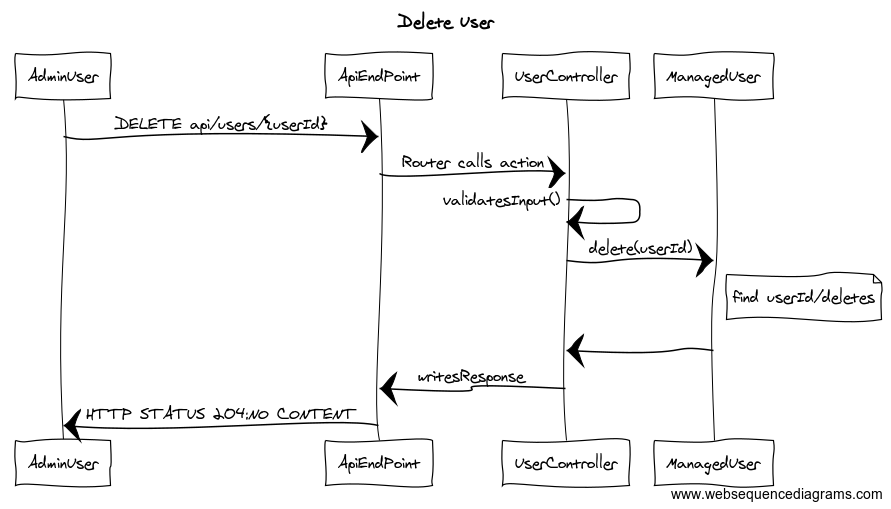 Delete User
AdminUser
ApiEndPoint
UserController
ManagedUser
DELETE api/users/{userId}
Router calls action
validatesInput()
delete(userId)
find userId/deletes
writesResponse
HTTP STATUS 204:NO CONTENT
AdminUser
ApiEndPoint
UserController
ManagedUser
www.websequencediagrams.com